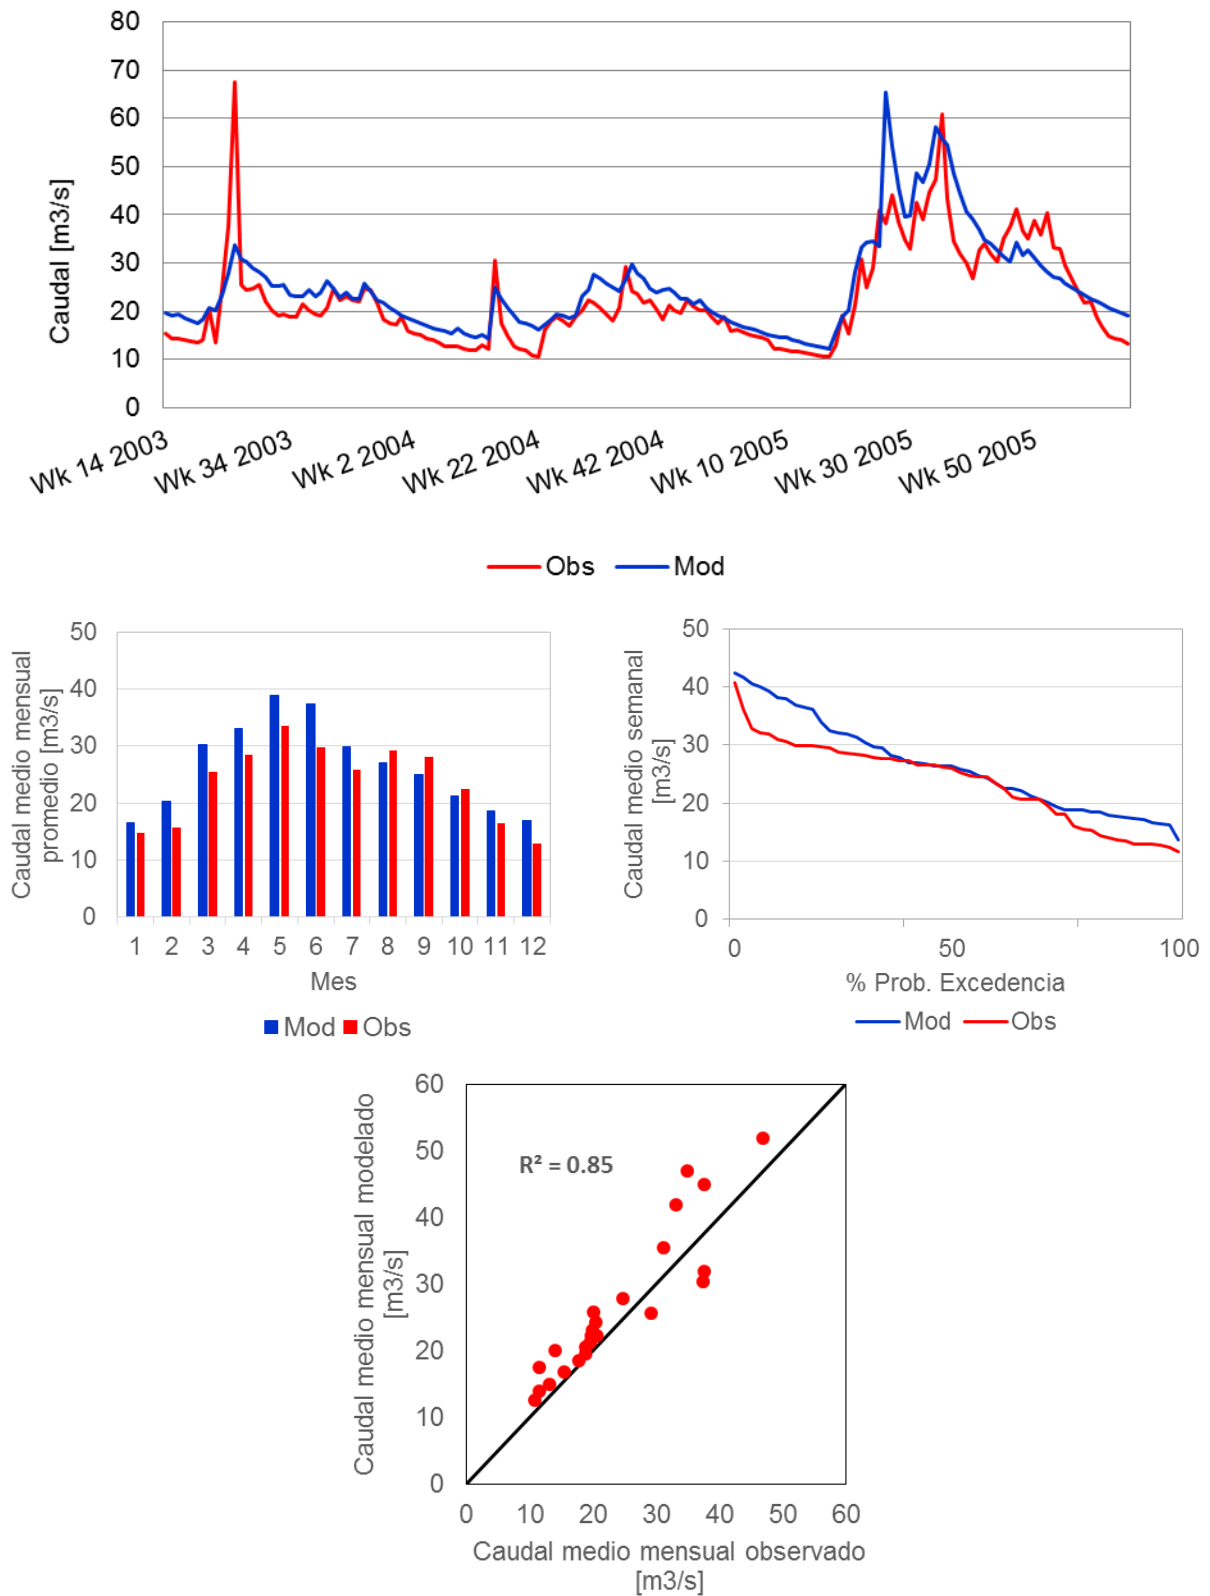 80
70
60
50
40
30
20
10
0
Caudal [m3/s]
Wk 14 2003
Wk 34 2003
Wk 2 2004
Wk 22 2004
Wk 42 2004
Wk 10 2005
Wk 30 2005
Wk 50 2005
Obs Mod
Caudal medio mensual
promedio [m3/s]
50
40
30
20
10
0
1 2 3 4 5 6 7 8 9 10 11 12
Mes
Mod Obs
Caudal medio semanal
[m3/s]
50
40
30
20
10
0
0 50 100
% Prob. Excedencia
Mod Obs
Caudal medio mensual modelado
[m3/s]
60
50
40
30
20
10
0
R² = 0.85
0 10 20 30 40 50 60
Caudal medio mensual observado
[m3/s]